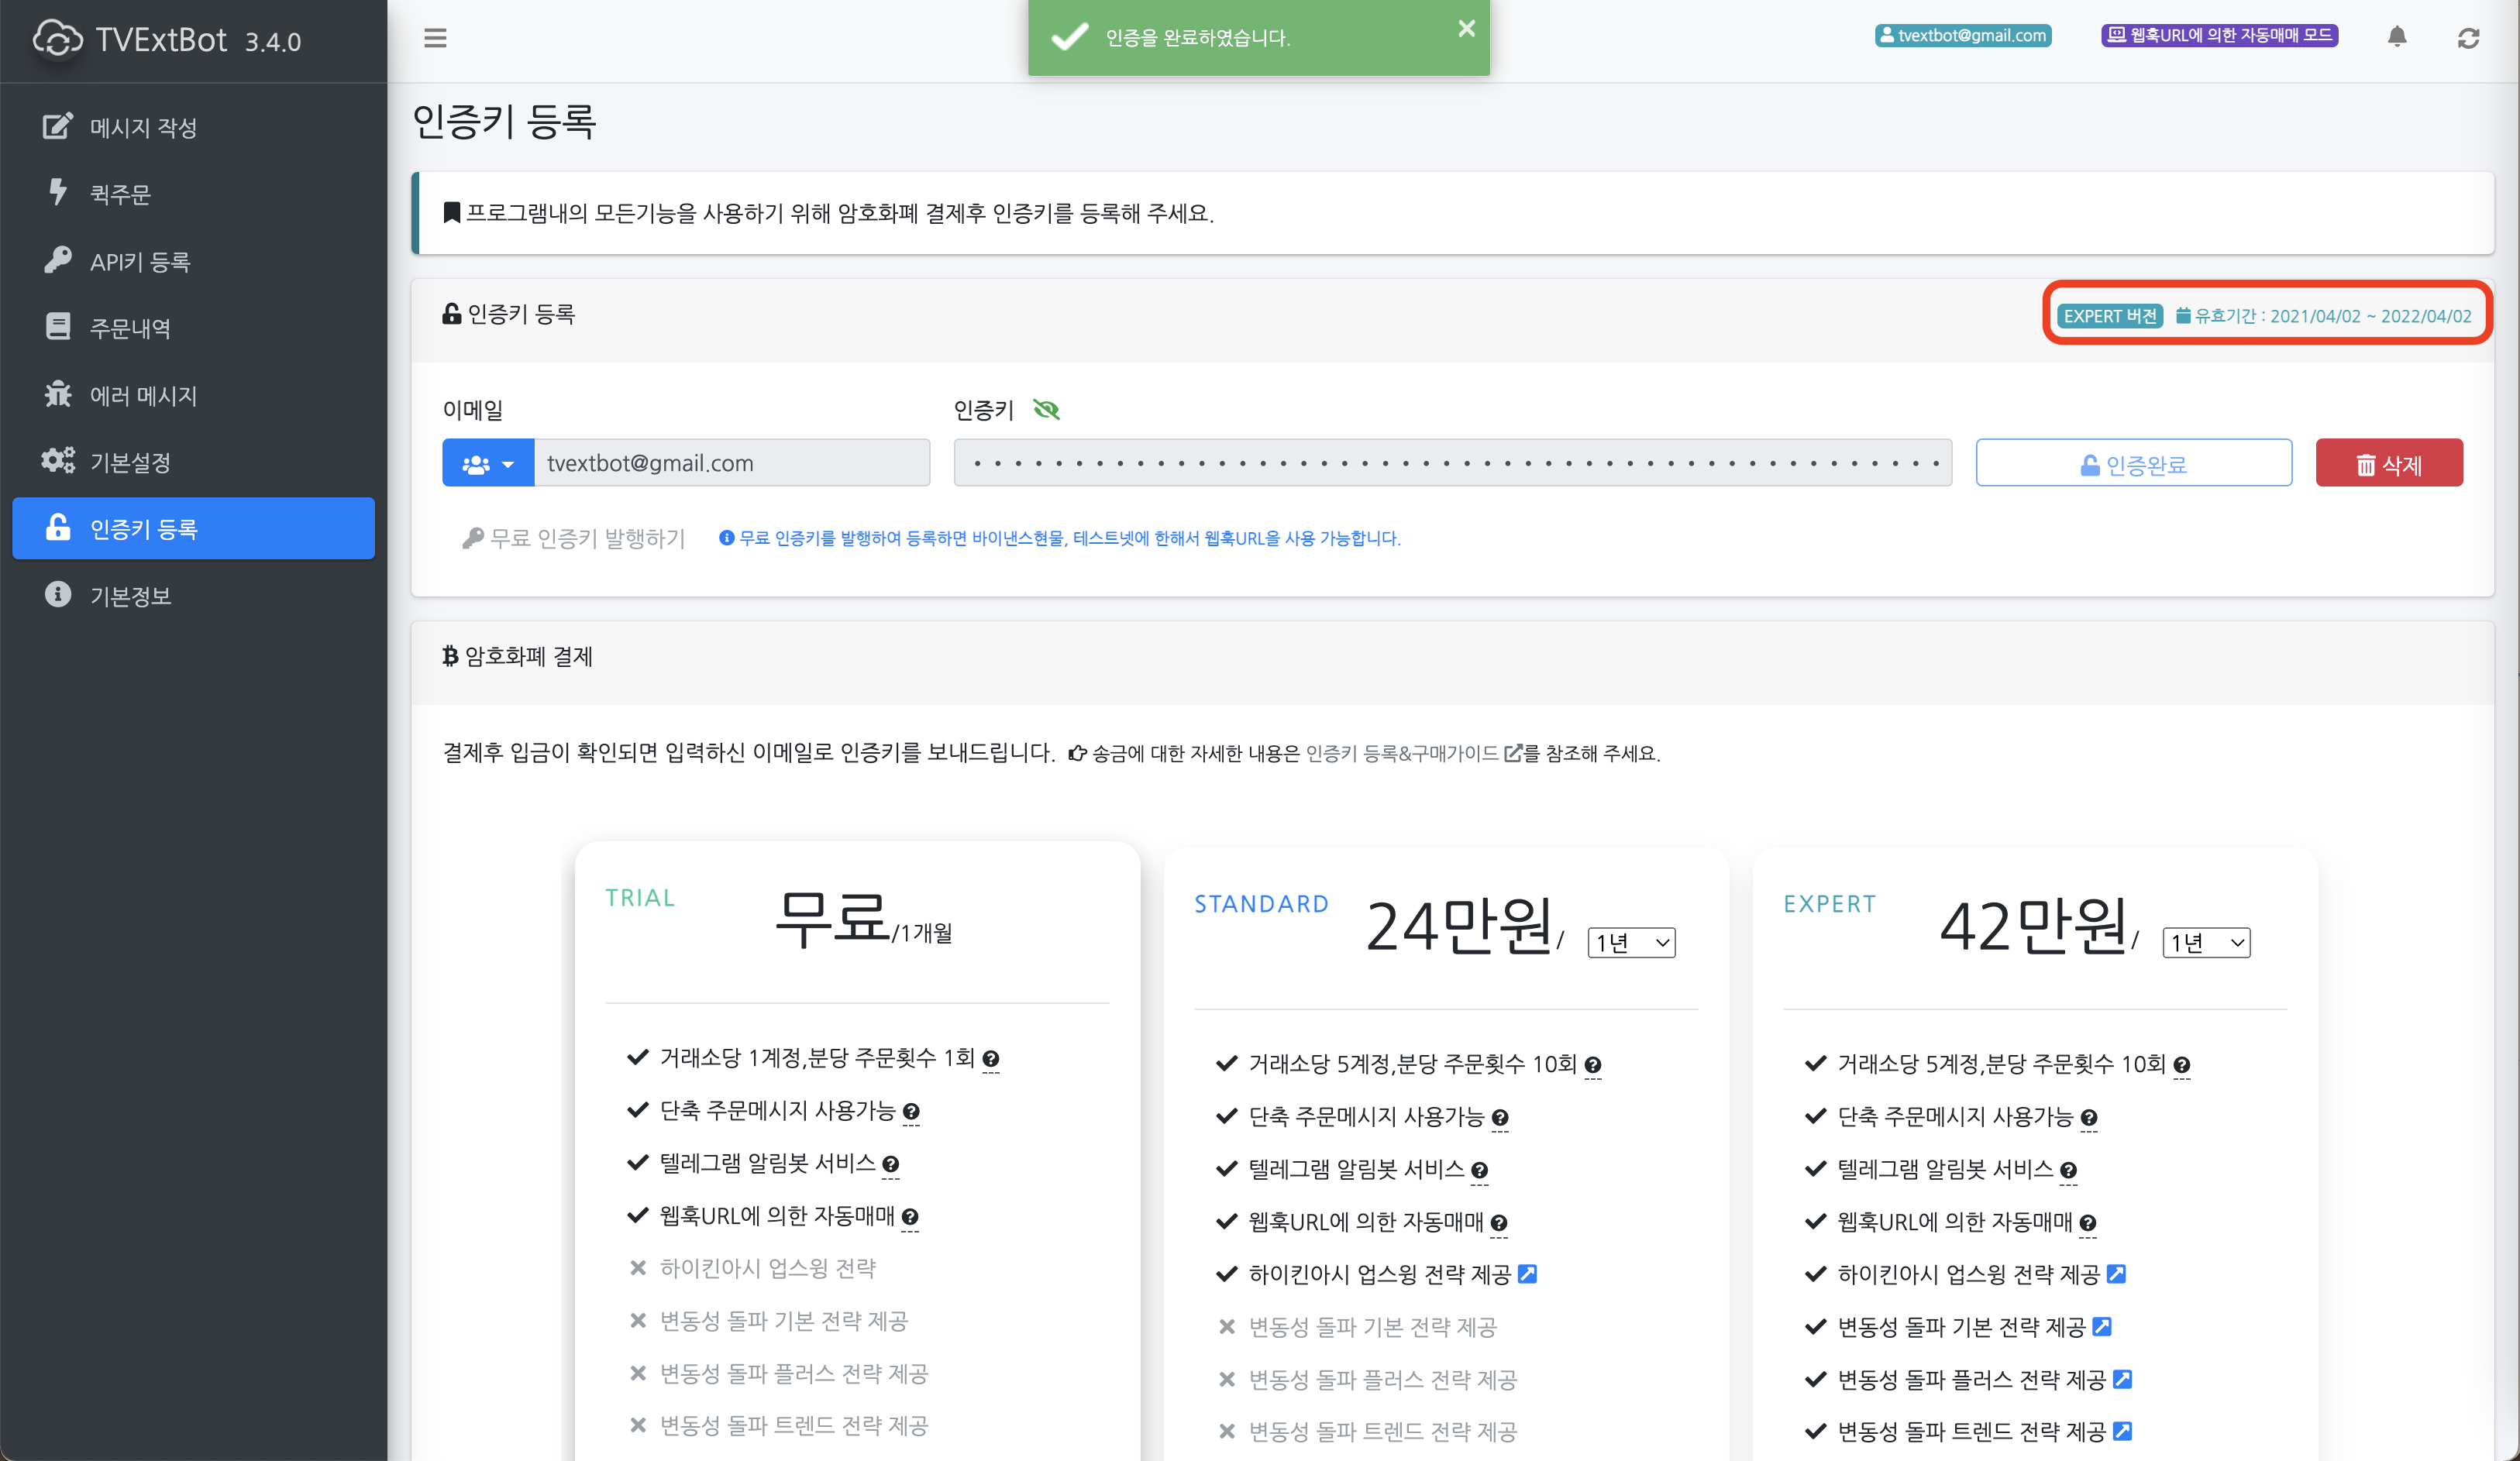 TVExtBot 3.4.0
인증을 완료하였습니다.
tvextbot@gmail.com
웹훅URL에 의한 자동매매 모드
메시지 작성
퀵주문
API키 등록
주문내역
에러 메시지
기본설정
인증키 등록
기본정보
인증키 등록
프로그램내의 모든기능을 사용하기 위해 암호화폐 결제후 인증키를 등록해 주세요.
인증키 등록
EXPERT 버전 유효기간 : 2021/04/02 ~ 2022/04/02
이메일
인증키
tvextbot@gmail.com
인증완료
삭제
무료 인증키 발행하기
무료 인증키를 발행하여 등록하면 바이낸스현물, 테스트넷에 한해서 웹훅URL을 사용 가능합니다.
암호화폐 결제
결제후 입금이 확인되면 입력하신 이메일로 인증키를 보내드립니다. 송금에 대한 자세한 내용은 인증키 등록&구매가이드 를 참조해 주세요.
TRIAL
무료/1개월
거래소당 1계정,분당 주문횟수 1회
단축 주문메시지 사용가능
텔레그램 알림봇 서비스
웹훅URL에 의한 자동매매
하이킨아시 업스윙 전략
변동성 돌파 기본 전략 제공
변동성 돌파 플러스 전략 제공
변동성 돌파 트렌드 전략 제공
STANDARD
24만원/ 1년
거래소당 5계정,분당 주문횟수 10회
단축 주문메시지 사용가능
텔레그램 알림봇 서비스
웹훅URL에 의한 자동매매
하이킨아시 업스윙 전략 제공
변동성 돌파 기본 전략 제공
변동성 돌파 플러스 전략 제공
변동성 돌파 트렌드 전략 제공
EXPERT
42만원/ 1년
거래소당 5계정,분당 주문횟수 10회
단축 주문메시지 사용가능
텔레그램 알림봇 서비스
웹훅URL에 의한 자동매매
하이킨아시 업스윙 전략 제공
변동성 돌파 기본 전략 제공
변동성 돌파 플러스 전략 제공
변동성 돌파 트렌드 전략 제공